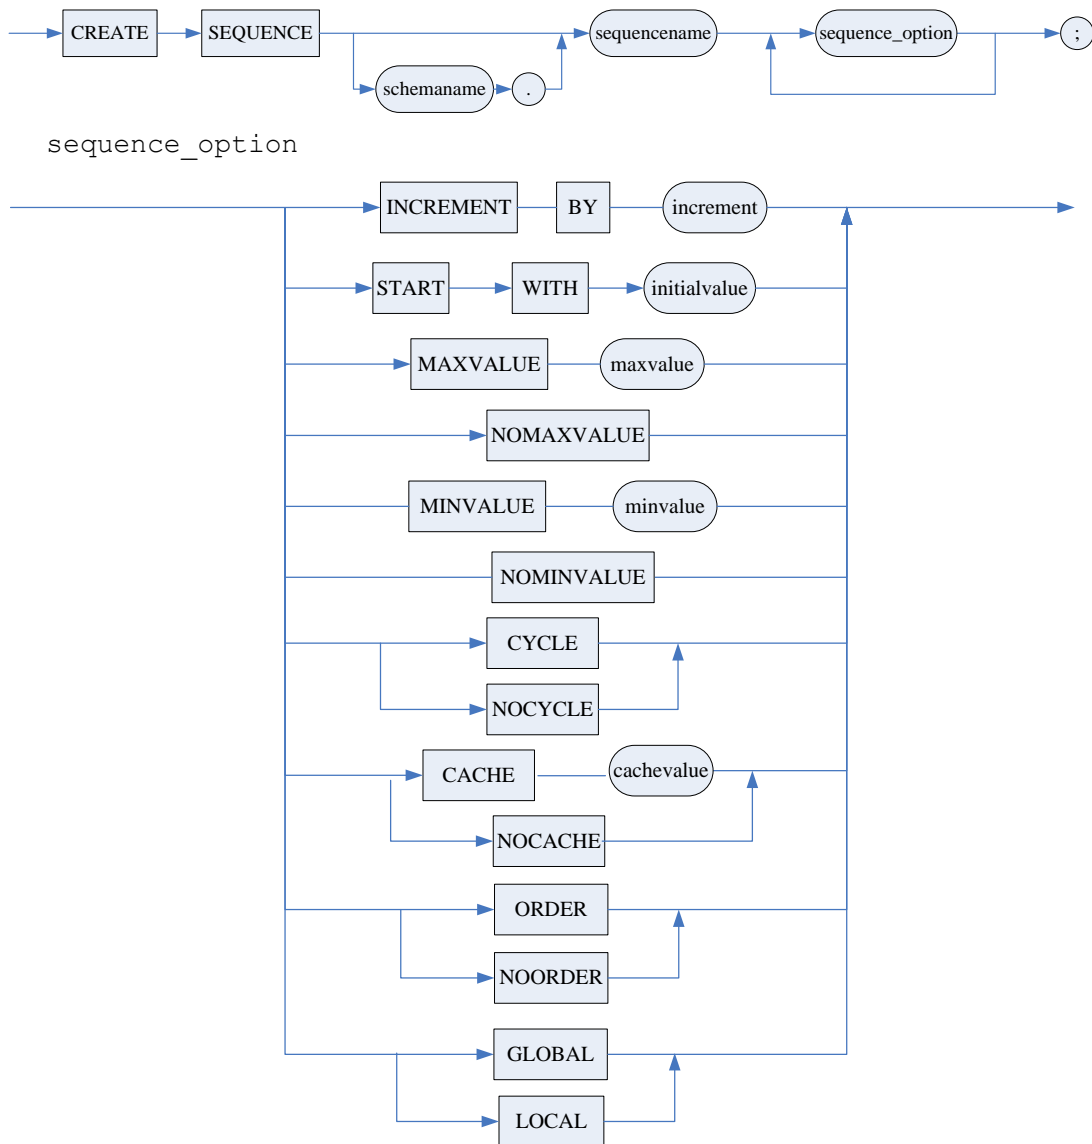 CREATE SEQUENCE sequencename sequence_option ;
schemaname .
sequence_option
INCREMENT BY increment
START WITH initialvalue
MAXVALUE maxvalue
NOMAXVALUE
MINVALUE minvalue
NOMINVALUE
CYCLE
NOCYCLE
CACHE cachevalue
NOCACHE
ORDER
NOORDER
GLOBAL
LOCAL